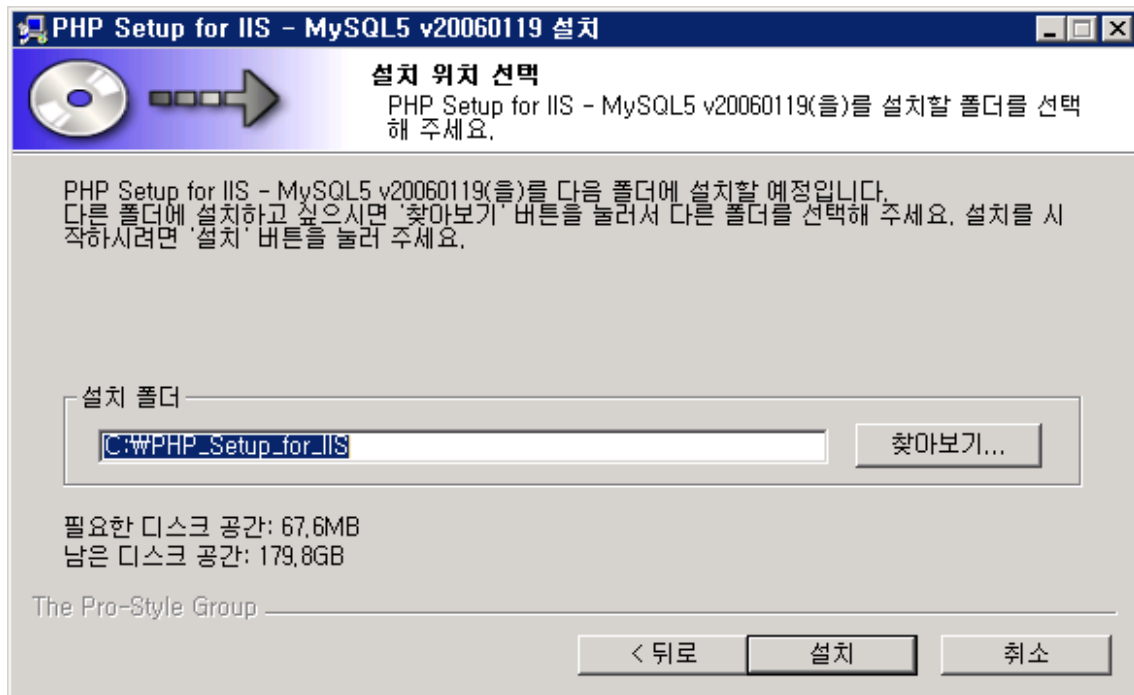 PHP Setup for IIS - MySQL5 v20060119 설치
설치 위치 선택
PHP Setup for IIS - MySQL5 v20060119(을)를 설치할 폴더를 선택
해 주세요.
PHP Setup for IIS - MySQL5 v20060119(을)를 다음 폴더에 설치할 예정입니다.
다른 폴더에 설치하고 싶으시면 '찾아보기' 버튼을 눌러서 다른 폴더를 선택해 주세요. 설치를 시
작하시려면 '설치' 버튼을 눌러 주세요.
설치 폴더
C:₩PHP_Setup_for_IIS
찾아보기...
필요한 디스크 공간: 67.6MB
남은 디스크 공간: 179.8GB
The Pro-Style Group
< 뒤로
설치
취소